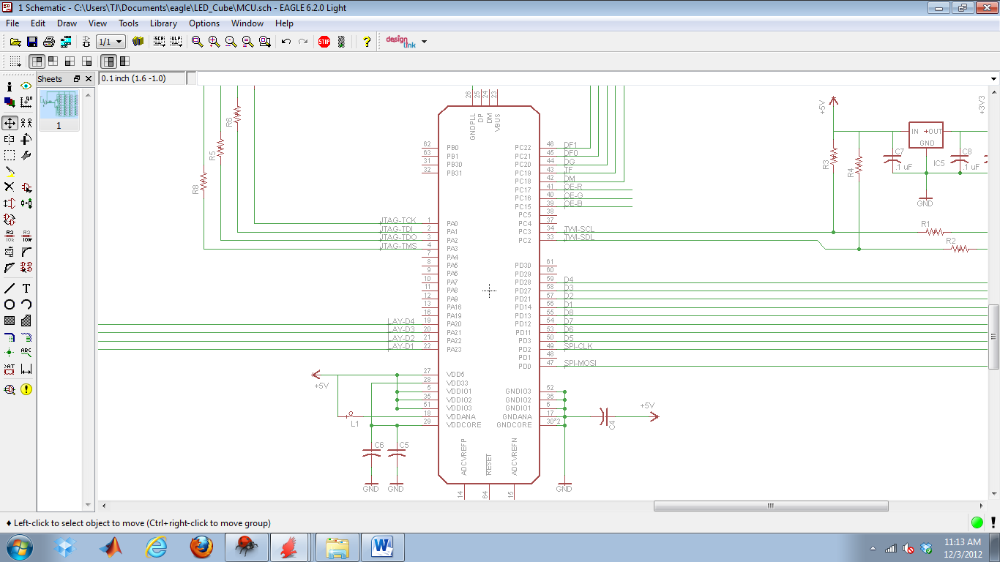 1 Schematic - C:\Users\TJ\Documents\eagle\LED_Cube\MCU.sch - EAGLE 6.2.0 Light
File Edit Draw View Tools Library Options Window Help
1/1 SCR ULP STOP ? design link
Sheets
0.1 inch (1.6 -1.0)
1
R6
R5
R8
26 25 24 23
GNDPLL DP DM VBUS
62 PB0
63 PB1
31 PB30
32 PB31
JTAG-TCK 1 PA0
JTAG-TDI 2 PA1
JTAG-TDO 3 PA2
JTAG-TMS 4 PA3
7 PA4
8 PA5
9 PA6
10 PA7
11 PA8
12 PA9
13 PA16
16 PA19
LAY-D4 19 PA20
LAY-D3 20 PA21
LAY-D2 21 PA22
LAY-D1 22 PA23
27 VDD5
28 VDD33
5 VDDIO1
35 VDDIO2
51 VDDIO3
18 VDDANA
29 VDDCORE
+5V
L1
C6 C5
GND GND
ADCVREFP RESET ADCVREFN
14 64 15
PC22 46 DF1
PC21 45 DF0
PC20 44 DG
PC19 43 TF
PC18 42 DM
PC17 41 OE-R
PC16 40 OE-G
PC15 39 OE-B
PC5 38
PC4 37
PC3 34 TWI-SCL
PC2 33 TWI-SDL
PD30 61
PD29 60
PD28 59 D4
PD27 58 D3
PD21 57 D2
PD14 56 D1
PD13 55 D8
PD12 54 D7
PD11 53 D6
PD3 50 D5
PD2 49 SPI-CLK
PD1 48
PD0 47 SPI-MOSI
GNDIO3 52
GNDIO2 36
GNDIO1 6
GNDANA 17
GNDCORE 30*2
C4
+5V
GND
+5V
R3
R4
IN +OUT
GND
IC5
C7
.1 uF
C8
.1 uF
GND
+3V3
R1
R2
Left-click to select object to move (Ctrl+right-click to move group)
11:13 AM
12/3/2012